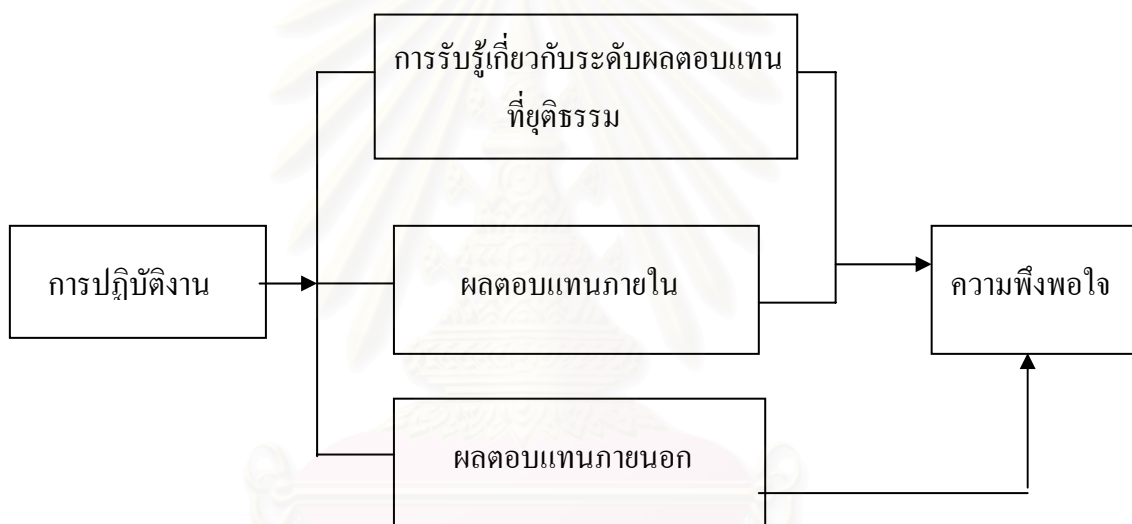 การรับรู้เกี่ยวกับระดับผลตอบแทน
ที่ยุติธรรม
การปฏิบัติงาน
ผลตอบแทนภายใน
ความพึงพอใจ
ผลตอบแทนภายนอก